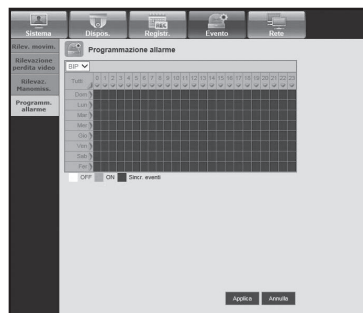 Sistema
Dispos.
Registr.
Evento
Rete
REC
Rilev. movim.
Rilevazione
perdita video
Rilevaz.
Manomiss.
Programm.
allarme
Programmazione allarme
BIP
Tutti
0 1 2 3 4 5 6 7 8 9 10 11 12 13 14 15 16 17 18 19 20 21 22 23
Dom
Lun
Mar
Mer
Gio
Ven
Sab
Fer
OFF
ON
Sincr. eventi
Applica
Annulla